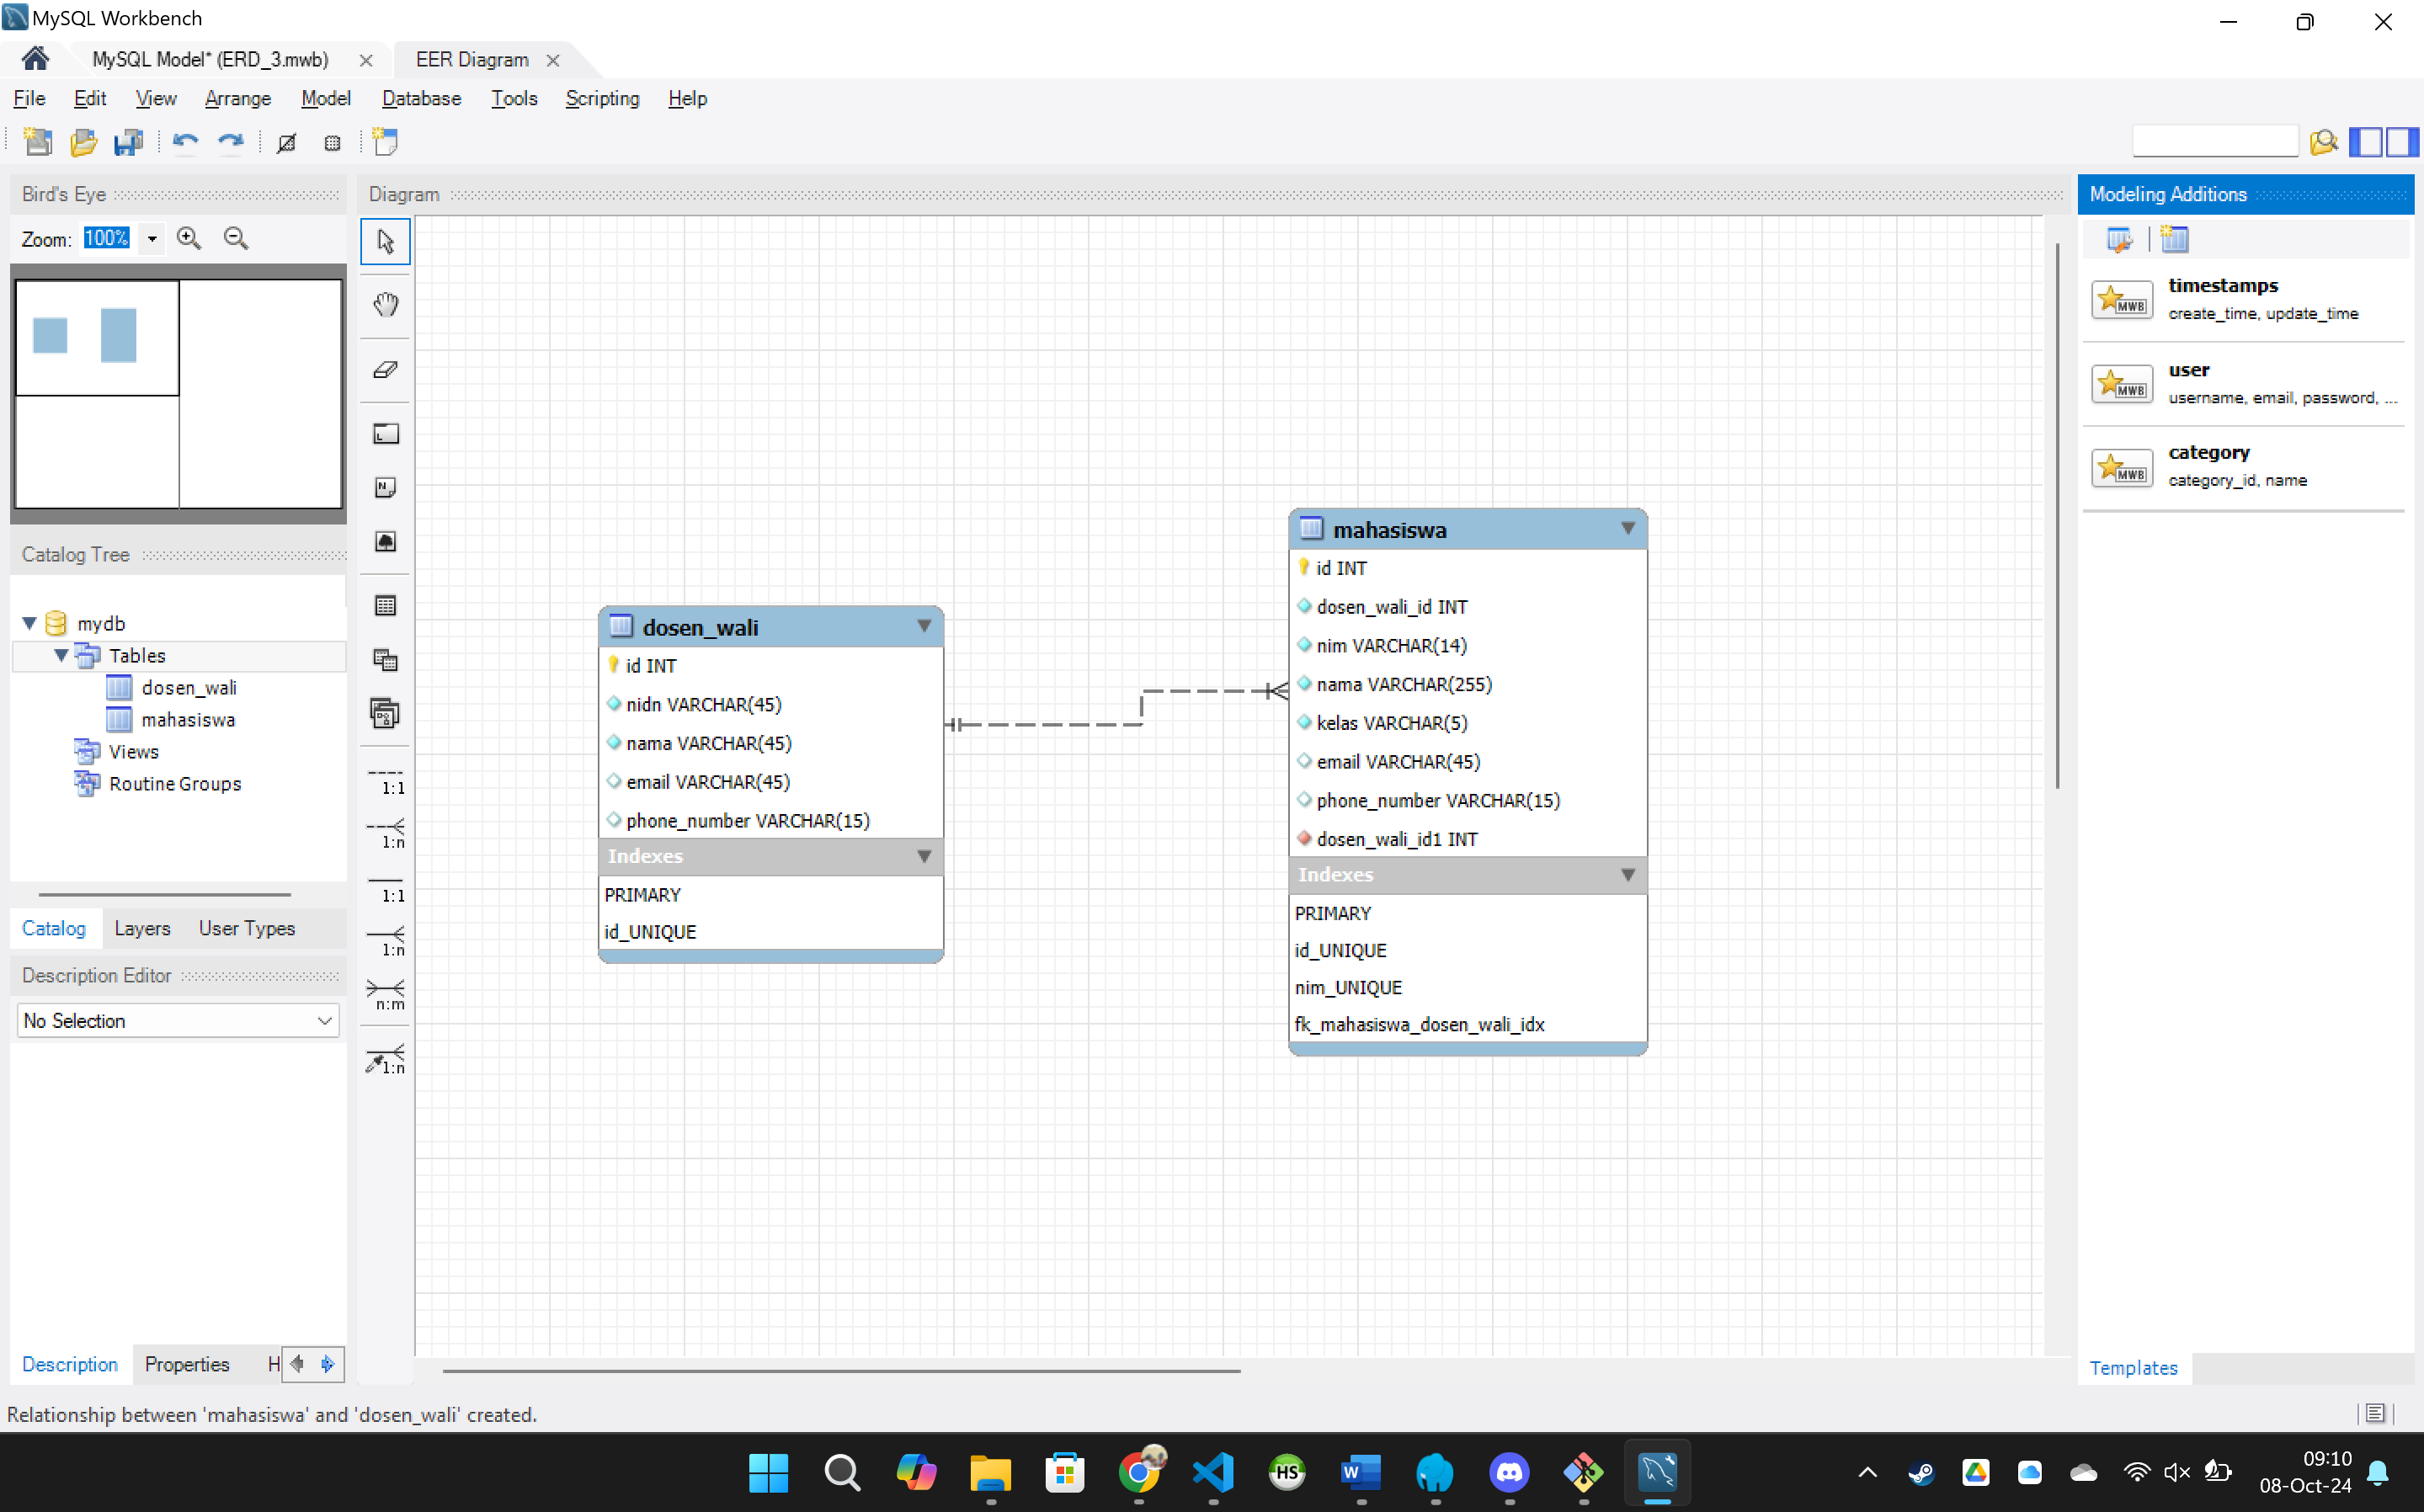 MySQL Workbench
MySQL Model* (ERD_3.mwb)
EER Diagram
File Edit View Arrange Model Database Tools Scripting Help
Bird's Eye
Zoom: 100%
Catalog Tree
mydb
Tables
dosen_wali
mahasiswa
Views
Routine Groups
Catalog Layers User Types
Description Editor
No Selection
Description Properties H
Diagram
1:1
1:n
1:1
1:n
n:m
1:n
dosen_wali
id INT
nidn VARCHAR(45)
nama VARCHAR(45)
email VARCHAR(45)
phone_number VARCHAR(15)
Indexes
PRIMARY
id_UNIQUE
mahasiswa
id INT
dosen_wali_id INT
nim VARCHAR(14)
nama VARCHAR(255)
kelas VARCHAR(5)
email VARCHAR(45)
phone_number VARCHAR(15)
dosen_wali_id1 INT
Indexes
PRIMARY
id_UNIQUE
nim_UNIQUE
fk_mahasiswa_dosen_wali_idx
Modeling Additions
MWB
timestamps
create_time, update_time
MWB
user
username, email, password, ...
MWB
category
category_id, name
Templates
Relationship between 'mahasiswa' and 'dosen_wali' created.
HS
W
09:10
08-Oct-24